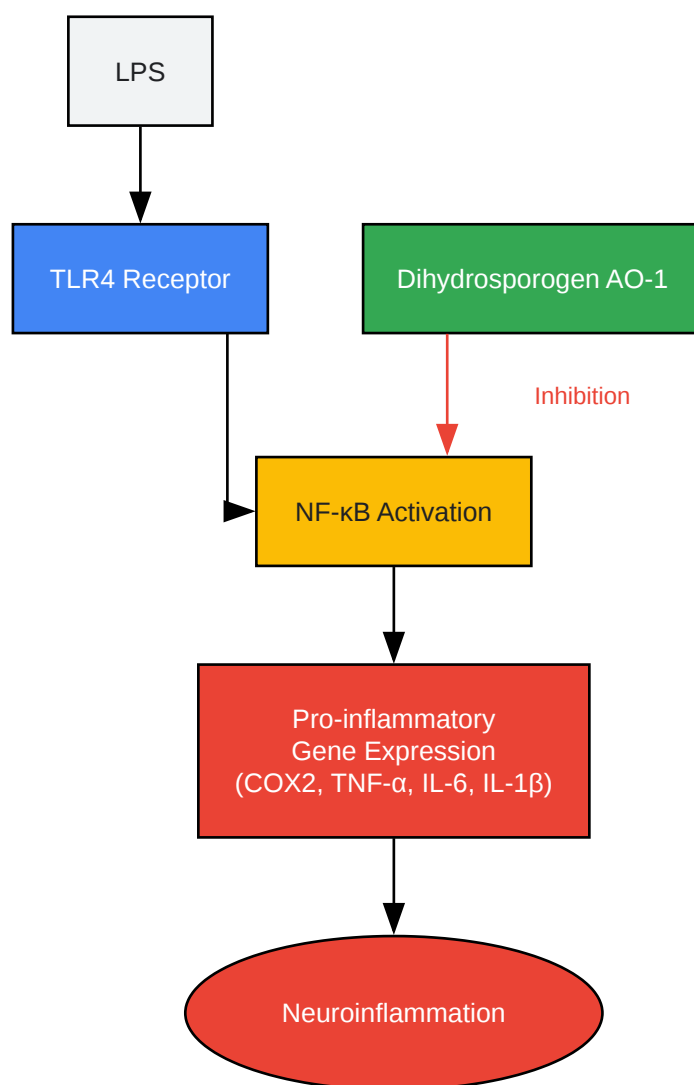 LPS
TLR4 Receptor
Dihydrosporogen AO-1
Inhibition
NF-κB Activation
Pro-inflammatory
Gene Expression
(COX2, TNF-α, IL-6, IL-1β)
Neuroinflammation